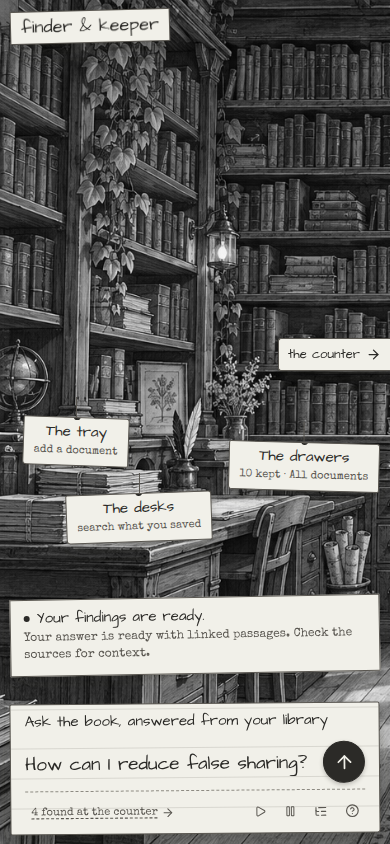 finder & keeper
the counter →
The tray
add a document
The drawers
10 kept · All documents
The desks
search what you saved
• Your findings are ready.
Your answer is ready with linked passages. Check the
sources for context.
Ask the book, answered from your library
How can I reduce false sharing?
4 found at the counter →